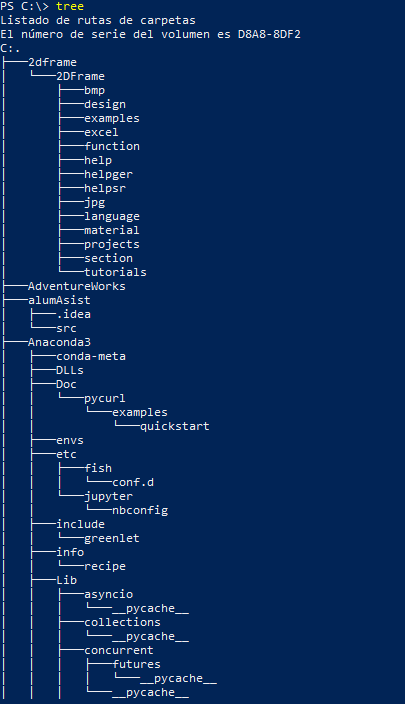 PS C:\> tree
Listado de rutas de carpetas
El número de serie del volumen es D8A8-8DF2
C:.
├───2dframe
│   └───2DFrame
│       ├───bmp
│       ├───design
│       ├───examples
│       ├───excel
│       ├───function
│       ├───help
│       ├───helpger
│       ├───helpsr
│       ├───jpg
│       ├───language
│       ├───material
│       ├───projects
│       ├───section
│       └───tutorials
├───AdventureWorks
├───alumAsist
│   ├───.idea
│   └───src
├───Anaconda3
│   ├───conda-meta
│   ├───DLLs
│   ├───Doc
│   │   └───pycurl
│   │       └───examples
│   │           └───quickstart
│   ├───envs
│   ├───etc
│   │   ├───fish
│   │   │   └───conf.d
│   │   └───jupyter
│   │       └───nbconfig
│   ├───include
│   │   └───greenlet
│   ├───info
│   │   └───recipe
│   ├───Lib
│   │   ├───asyncio
│   │   │   └───__pycache__
│   │   ├───collections
│   │   │   └───__pycache__
│   │   ├───concurrent
│   │   │   ├───futures
│   │   │   │   └───__pycache__
│   │   │   └───__pycache__